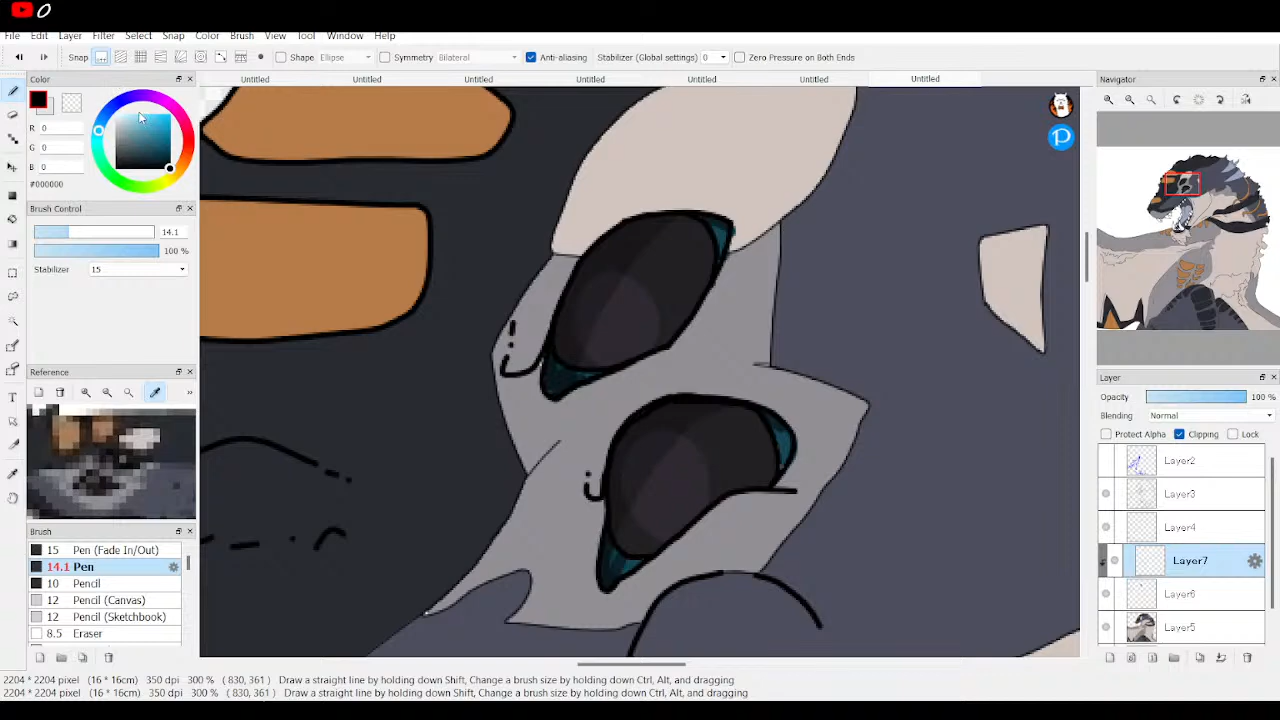 0
File Edit Layer Filter Select Snap Color Brush View Tool Window Help
Snap Shape Ellipse Symmetry Bilateral Anti-aliasing Stabilizer (Global settings) 0 Zero Pressure on Both Ends
Color
Untitled Untitled Untitled Untitled Untitled Untitled Untitled
Navigator
R 0
G 0
B 0
#000000
Brush Control
14.1
100 %
Stabilizer 15
Reference
Brush
15 Pen (Fade In/Out)
14.1 Pen
10 Pencil
12 Pencil (Canvas)
12 Pencil (Sketchbook)
8.5 Eraser
Layer
Opacity 100 %
Blending Normal
Protect Alpha Clipping Lock
Layer2
Layer3
Layer4
Layer7
Layer6
Layer5
2204 * 2204 pixel (16 * 16cm) 350 dpi 300 % ( 830, 361 ) Draw a straight line by holding down Shift, Change a brush size by holding down Ctrl, Alt, and dragging
2204 * 2204 pixel (16 * 16cm) 350 dpi 300 % ( 830, 361 ) Draw a straight line by holding down Shift, Change a brush size by holding down Ctrl, Alt, and dragging